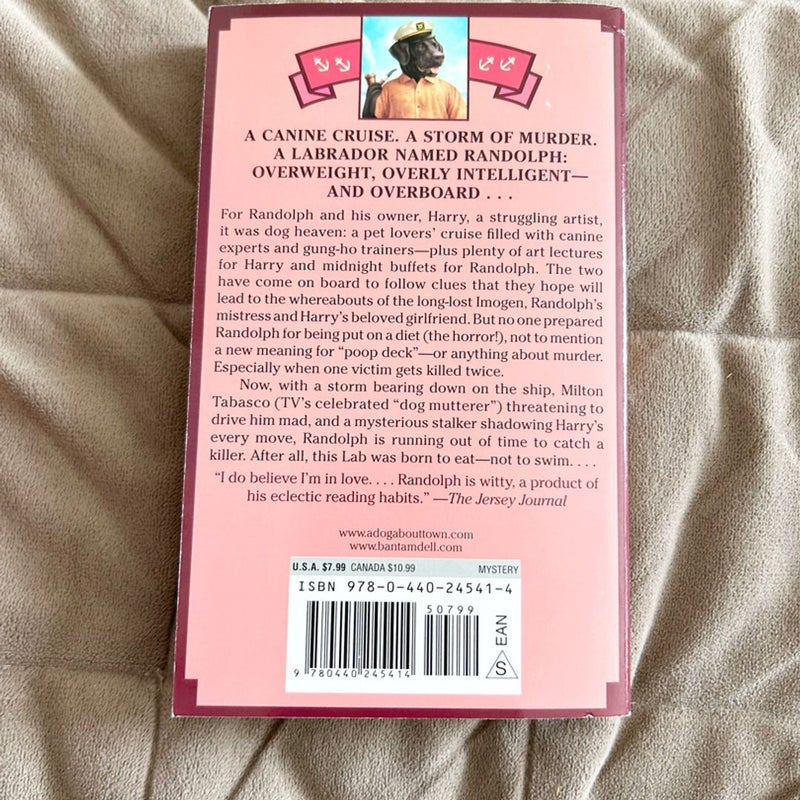 A CANINE CRUISE. A STORM OF MURDER.
A LABRADOR NAMED RANDOLPH:
OVERWEIGHT, OVERLY INTELLIGENT—
AND OVERBOARD . . .
For Randolph and his owner, Harry, a struggling artist,
it was dog heaven: a pet lovers’ cruise filled with canine
experts and gung-ho trainers—plus plenty of art lectures
for Harry and midnight buffets for Randolph. The two
have come on board to follow clues that they hope will
lead to the whereabouts of the long-lost Imogen, Randolph’s
mistress and Harry’s beloved girlfriend. But no one prepared
Randolph for being put on a diet (the horror!), not to mention
a new meaning for “poop deck”—or anything about murder.
Especially when one victim gets killed twice.
Now, with a storm bearing down on the ship, Milton
Tabasco (TV’s celebrated “dog mutterer”) threatening to
drive him mad, and a mysterious stalker shadowing Harry’s
every move, Randolph is running out of time to catch a
killer. After all, this Lab was born to eat—not to swim. . . .
“I do believe I’m in love. . . . Randolph is witty, a product of
his eclectic reading habits.” —The Jersey Journal
www.adogabouttown.com
www.bantamdell.com
U.S.A. $7.99 CANADA $10.99 MYSTERY
ISBN 978-0-440-24541-4
50799
9 780440 245414
S EAN